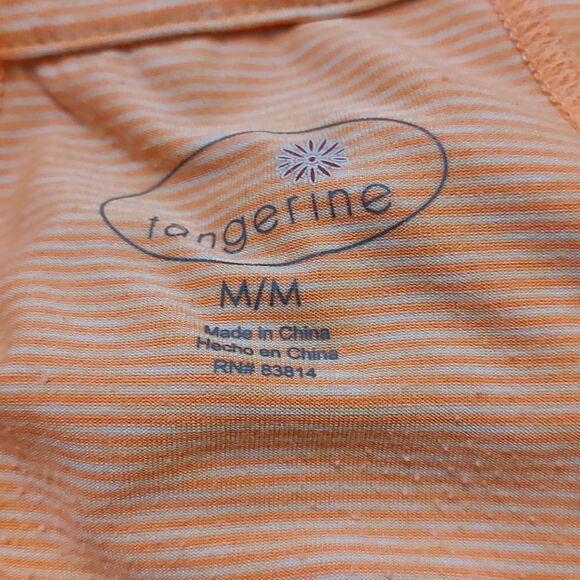 tangerine
M/M
Made in China
Hecho en China
RN# 83814